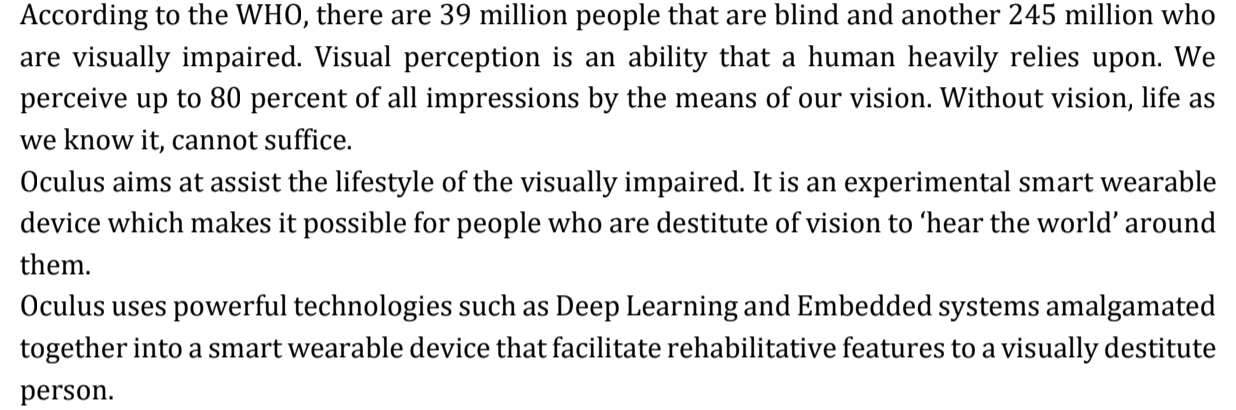 According to the WHO, there are 39 million people that are blind and another 245 million who
are visually impaired. Visual perception is an ability that a human heavily relies upon. We
perceive up to 80 percent of all impressions by the means of our vision. Without vision, life as
we know it, cannot suffice.
Oculus aims at assist the lifestyle of the visually impaired. It is an experimental smart wearable
device which makes it possible for people who are destitute of vision to ‘hear the world’ around
them.
Oculus uses powerful technologies such as Deep Learning and Embedded systems amalgamated
together into a smart wearable device that facilitate rehabilitative features to a visually destitute
person.